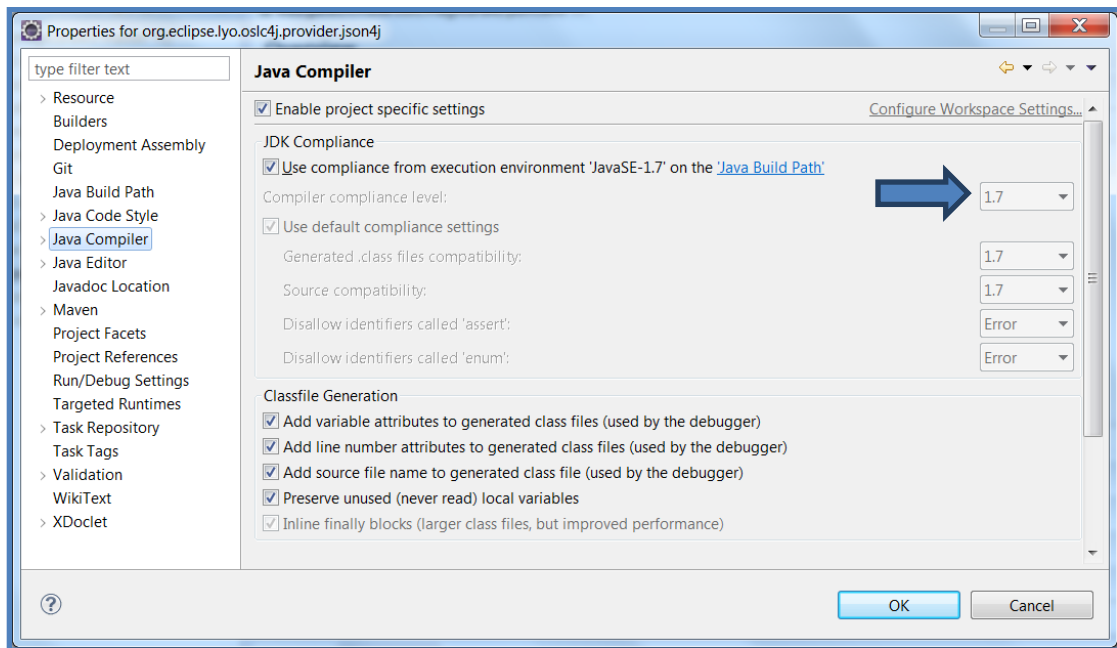 Properties for org.eclipse.lyo.oslc4j.provider.json4j
type filter text
Resource
Builders
Deployment Assembly
Git
Java Build Path
Java Code Style
Java Compiler
Java Editor
Javadoc Location
Maven
Project Facets
Project References
Run/Debug Settings
Targeted Runtimes
Task Repository
Task Tags
Validation
WikiText
XDoclet
Java Compiler
Enable project specific settings Configure Workspace Settings...
JDK Compliance
Use compliance from execution environment 'JavaSE-1.7' on the 'Java Build Path'
Compiler compliance level: 1.7
Use default compliance settings
Generated .class files compatibility: 1.7
Source compatibility: 1.7
Disallow identifiers called 'assert': Error
Disallow identifiers called 'enum': Error
Classfile Generation
Add variable attributes to generated class files (used by the debugger)
Add line number attributes to generated class files (used by the debugger)
Add source file name to generated class file (used by the debugger)
Preserve unused (never read) local variables
Inline finally blocks (larger class files, but improved performance)
OK Cancel